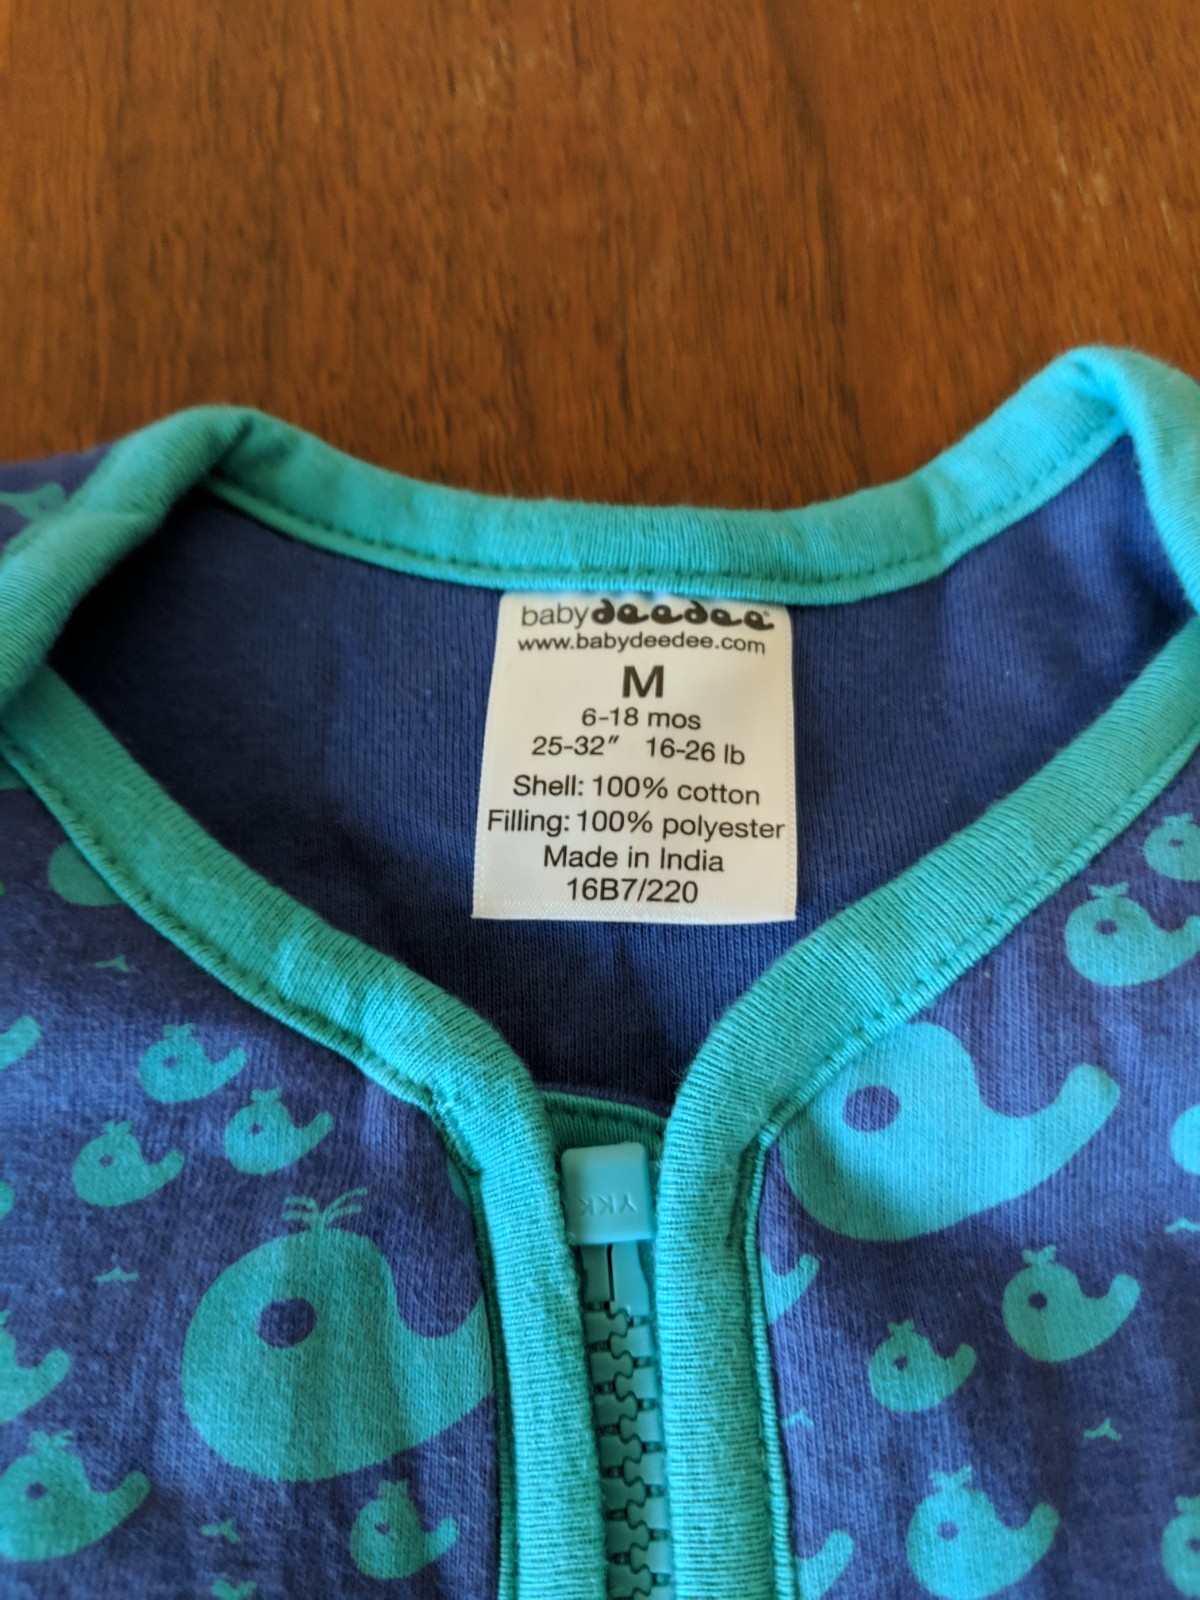 babydeedee®
www.babydeedee.com
M
6-18 mos
25-32" 16-26 lb
Shell: 100% cotton
Filling: 100% polyester
Made in India
16B7/220
YKK